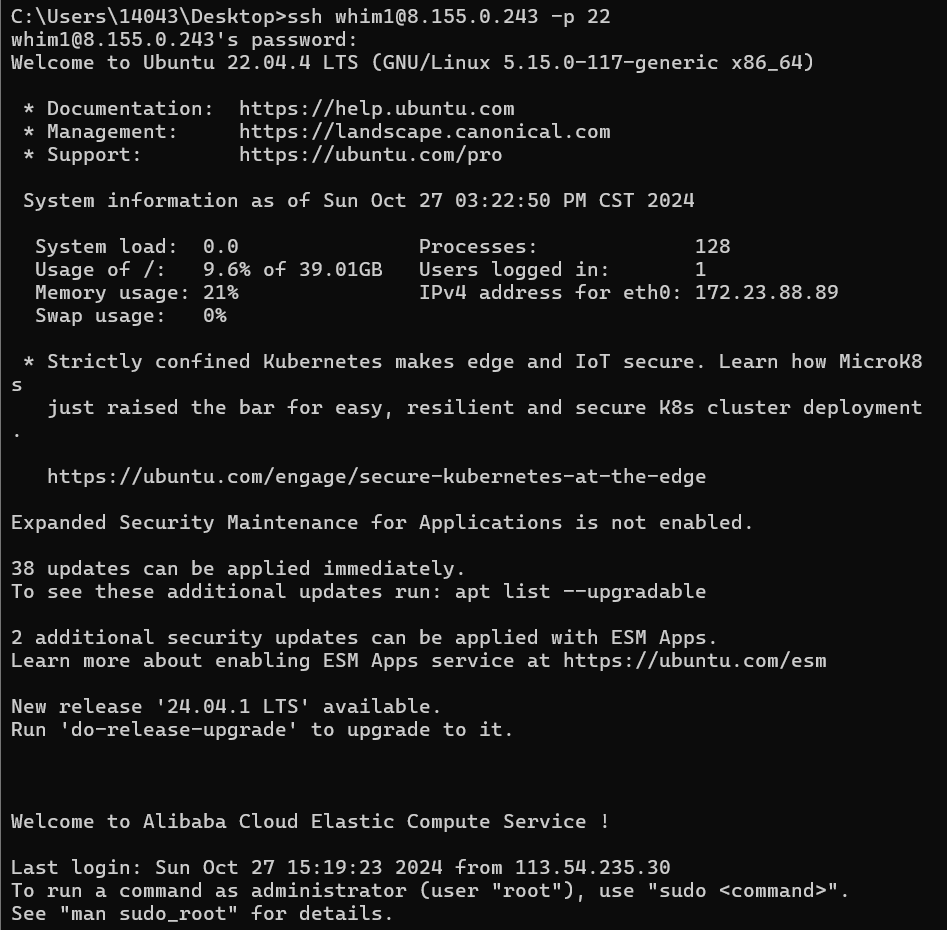 C:\Users\14043\Desktop>ssh whim1@8.155.0.243 -p 22
whim1@8.155.0.243's password:
Welcome to Ubuntu 22.04.4 LTS (GNU/Linux 5.15.0-117-generic x86_64)

 * Documentation:  https://help.ubuntu.com
 * Management:     https://landscape.canonical.com
 * Support:        https://ubuntu.com/pro

 System information as of Sun Oct 27 03:22:50 PM CST 2024

  System load:  0.0               Processes:             128
  Usage of /:   9.6% of 39.01GB   Users logged in:       1
  Memory usage: 21%               IPv4 address for eth0: 172.23.88.89
  Swap usage:   0%

 * Strictly confined Kubernetes makes edge and IoT secure. Learn how MicroK8
s
   just raised the bar for easy, resilient and secure K8s cluster deployment
.

   https://ubuntu.com/engage/secure-kubernetes-at-the-edge

Expanded Security Maintenance for Applications is not enabled.

38 updates can be applied immediately.
To see these additional updates run: apt list --upgradable

2 additional security updates can be applied with ESM Apps.
Learn more about enabling ESM Apps service at https://ubuntu.com/esm

New release '24.04.1 LTS' available.
Run 'do-release-upgrade' to upgrade to it.

Welcome to Alibaba Cloud Elastic Compute Service !

Last login: Sun Oct 27 15:19:23 2024 from 113.54.235.30
To run a command as administrator (user "root"), use "sudo <command>".
See "man sudo_root" for details.